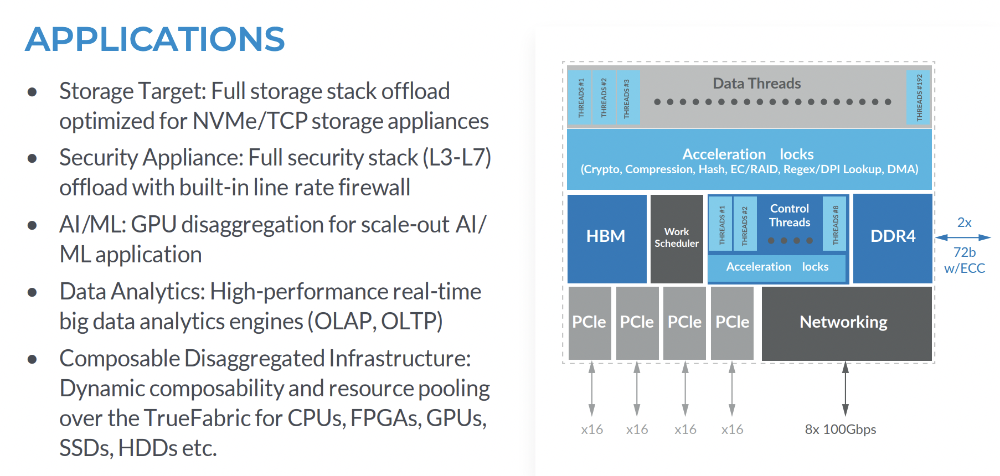 APPLICATIONS
● Storage Target: Full storage stack offload
optimized for NVMe/TCP storage appliances
● Security Appliance: Full security stack (L3-L7)
offload with built-in line rate firewall
● AI/ML: GPU disaggregation for scale-out AI/
ML application
● Data Analytics: High-performance real-time
big data analytics engines (OLAP, OLTP)
● Composable Disaggregated Infrastructure:
Dynamic composability and resource pooling
over the TrueFabric for CPUs, FPGAs, GPUs,
SSDs, HDDs etc.
THREADS #1
THREADS #2
THREADS #3
Data Threads
THREADS #192
Acceleration locks
(Crypto, Compression, Hash, EC/RAID, Regex/DPI Lookup, DMA)
HBM
Work
Scheduler
THREADS #1
THREADS #2
Control
Threads
THREADS #8
Acceleration locks
DDR4
2x
72b
w/ECC
PCIe
PCIe
PCIe
PCIe
Networking
x16
x16
x16
x16
8x 100Gbps